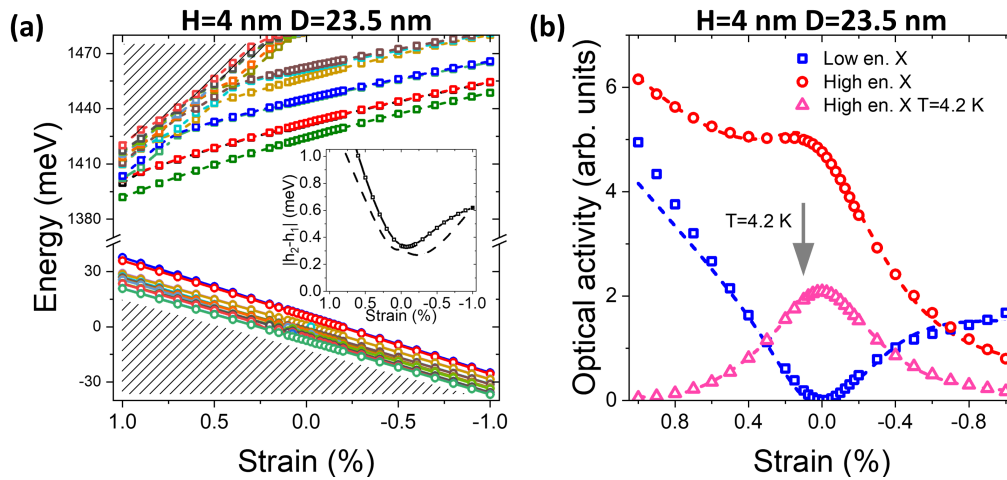 (a)
H=4 nm D=23.5 nm
Energy (meV)
1470
1440
1410
1380
30
0
-30
1.0
0.5
0.0
-0.5
-1.0
Strain (%)
|h2-h1| (meV)
1.0
0.8
0.6
0.4
0.2
0.0
1.0
0.5
0.0
-0.5
-1.0
Strain (%)
(b)
H=4 nm D=23.5 nm
Optical activity (arb. units)
6
4
2
0
Low en. X
High en. X
High en. X T=4.2 K
T=4.2 K
0.8
0.4
0.0
-0.4
-0.8
Strain (%)